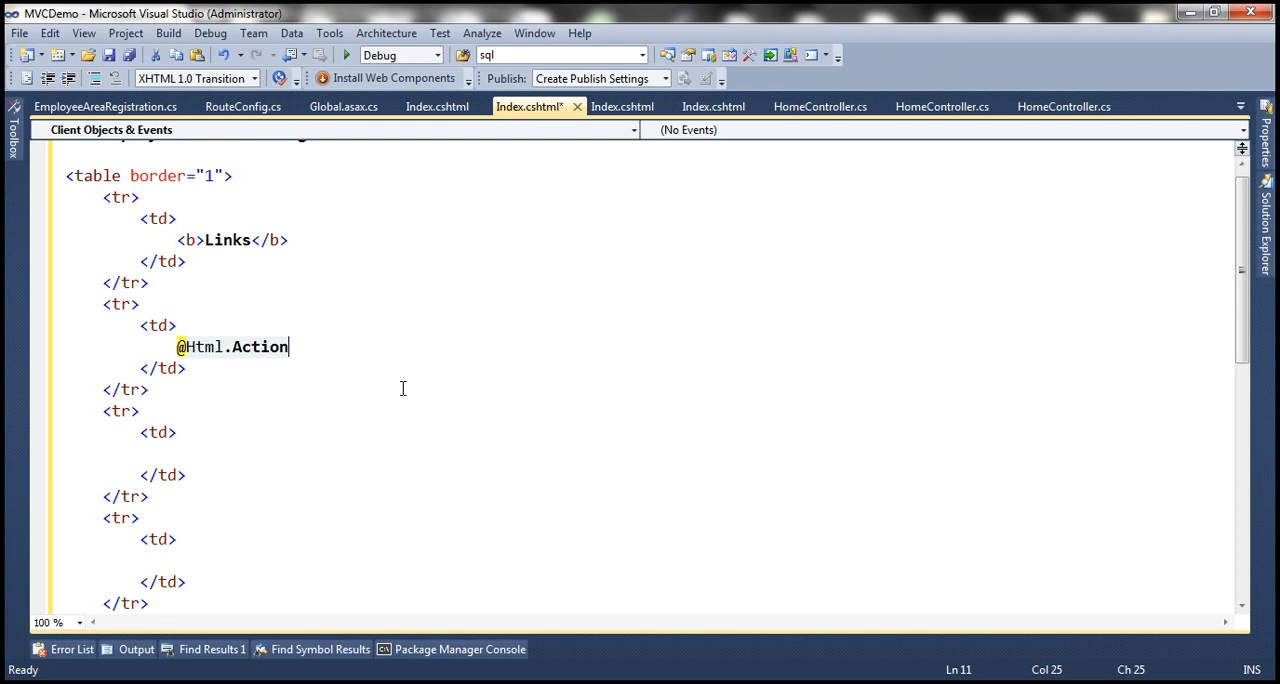 MVCDemo - Microsoft Visual Studio (Administrator)
File Edit View Project Build Debug Team Data Tools Architecture Test Analyze Window Help
Debug sql
XHTML 1.0 Transition Install Web Components Publish: Create Publish Settings
EmployeeAreaRegistration.cs RouteConfig.cs Global.asax.cs Index.cshtml Index.cshtml* Index.cshtml Index.cshtml HomeController.cs HomeController.cs HomeController.cs
Toolbox
Properties
Solution Explorer
Client Objects & Events (No Events)
<table border="1">
<tr>
<td>
<b>Links</b>
</td>
</tr>
<tr>
<td>
@Html.Action
</td>
</tr>
<tr>
<td>
</td>
</tr>
<tr>
<td>
</td>
</tr>
100 %
Error List Output Find Results 1 Find Symbol Results Package Manager Console
Ready Ln 11 Col 25 Ch 25 INS